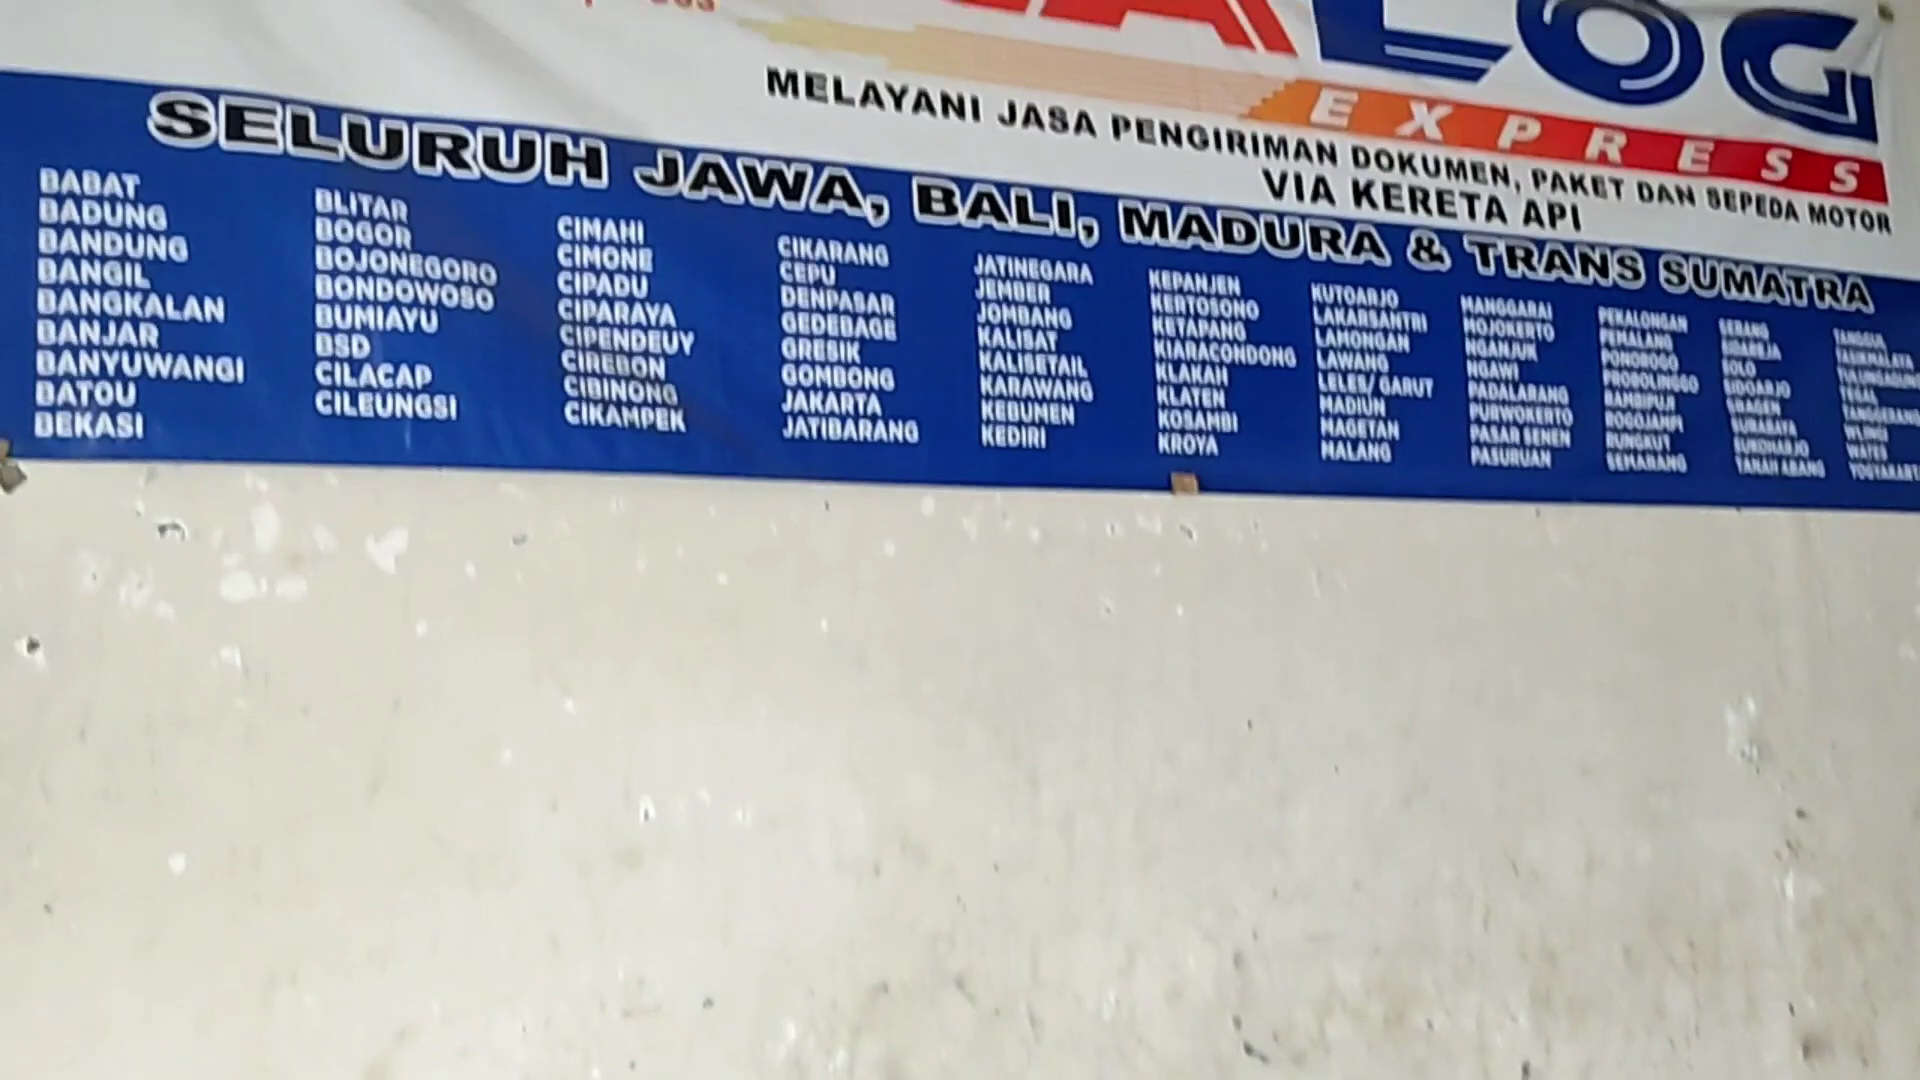 ALOG
EXPRESS
MELAYANI JASA PENGIRIMAN DOKUMEN, PAKET DAN SEPEDA MOTOR
VIA KERETA API
SELURUH JAWA, BALI, MADURA & TRANS SUMATRA
BABAT
BADUNG
BANDUNG
BANGIL
BANGKALAN
BANJAR
BANYUWANGI
BATOU
BEKASI
BLITAR
BOGOR
BOJONEGORO
BONDOWOSO
BUMIAYU
BSD
CILACAP
CILEUNGSI
CIMAHI
CIMONE
CIPADU
CIPARAYA
CIPENDEUY
CIREBON
CIBINONG
CIKAMPEK
CIKARANG
CEPU
DENPASAR
GEDEBAGE
GRESIK
GOMBONG
JAKARTA
JATIBARANG
JATINEGARA
JEMBER
JOMBANG
KALISAT
KALISETAIL
KARAWANG
KEBUMEN
KEDIRI
KEPANJEN
KERTOSONO
KETAPANG
KIARACONDONG
KLAKAH
KLATEN
KOSAMBI
KROYA
KUTOARJO
LAKARSANTRI
LAMONGAN
LAWANG
LELES/ GARUT
MADIUN
MAGETAN
MALANG
MANGGARAI
MOJOKERTO
NGANJUK
NGAWI
PADALARANG
PURWOKERTO
PASAR SENEN
PASURUAN
PEKALONGAN
PEMALANG
PONOROGO
PROBOLINGGO
RAMBIPUJI
ROGOJAMPI
RUNGKUT
SEMARANG
SERANG
SOLO
SIDOARJO
SRAGEN
SURABAYA
SUKOHARJO
TANAH ABANG
TANGGUL
TEGAL
WLINGI
WATES